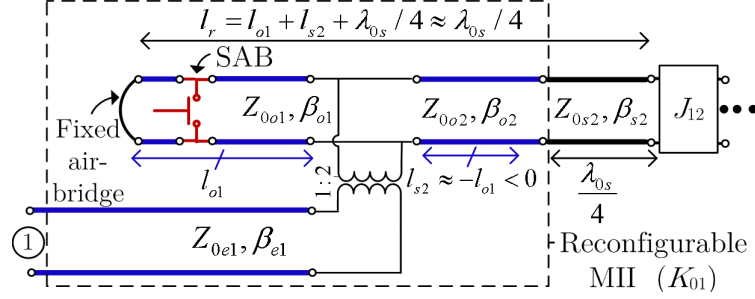 l_r = l_{o1} + l_{s2} + λ_{0s} / 4 ≈ λ_{0s} / 4
SAB
Z_{0o1}, β_{o1}
Z_{0o2}, β_{o2}
Z_{0s2}, β_{s2}
J_{12}
Fixed
air-
bridge
l_{o1}
1:2
l_{s2} ≈ -l_{o1} < 0
λ_{0s}
4
1
Z_{0e1}, β_{e1}
Reconfigurable
MII (K_{01})